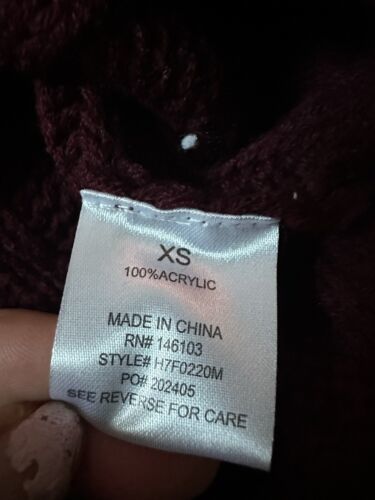 XS
100%ACRYLIC
MADE IN CHINA
RN# 146103
STYLE# H7F0220M
PO# 202405
SEE REVERSE FOR CARE